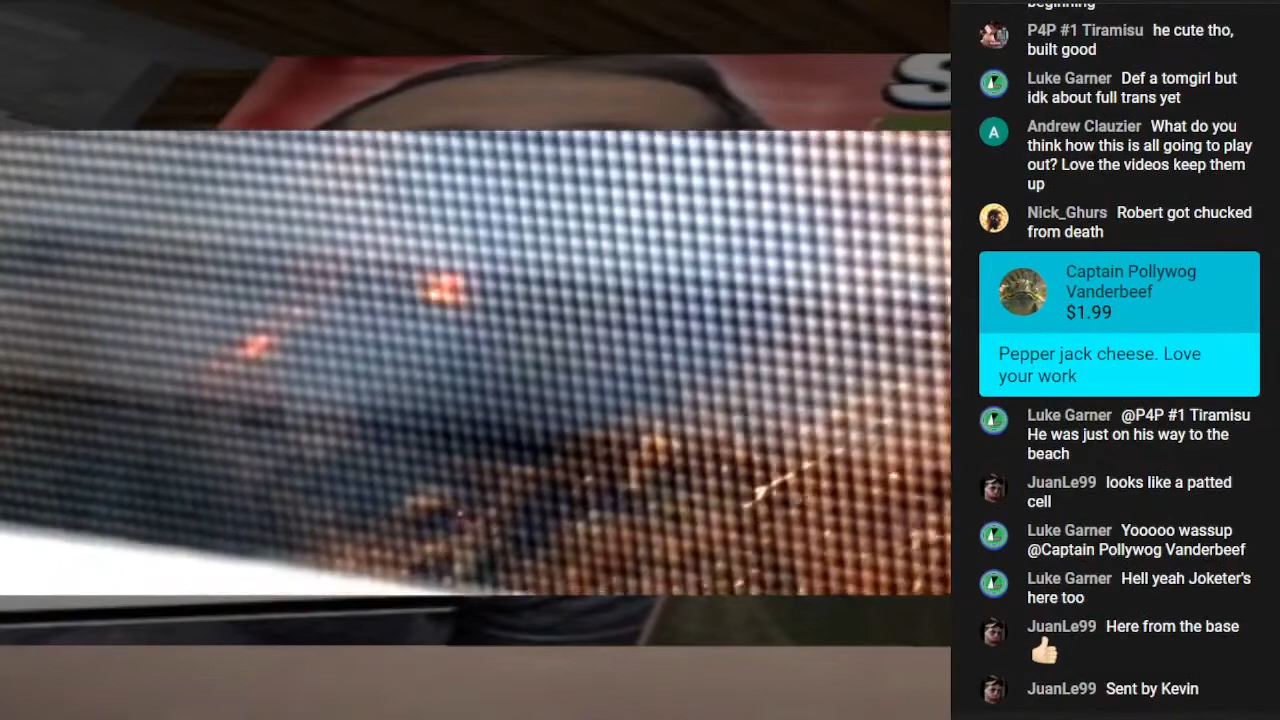 beginning
P4P #1 Tiramisu he cute tho,
built good
Luke Garner Def a tomgirl but
idk about full trans yet
A
Andrew Clauzier What do you
think how this is all going to play
out? Love the videos keep them
up
Nick_Ghurs Robert got chucked
from death
Captain Pollywog
Vanderbeef
$1.99
Pepper jack cheese. Love
your work
Luke Garner @P4P #1 Tiramisu
He was just on his way to the
beach
JuanLe99 looks like a patted
cell
Luke Garner Yooooo wassup
@Captain Pollywog Vanderbeef
Luke Garner Hell yeah Joketer's
here too
JuanLe99 Here from the base
👍🏻
JuanLe99 Sent by Kevin